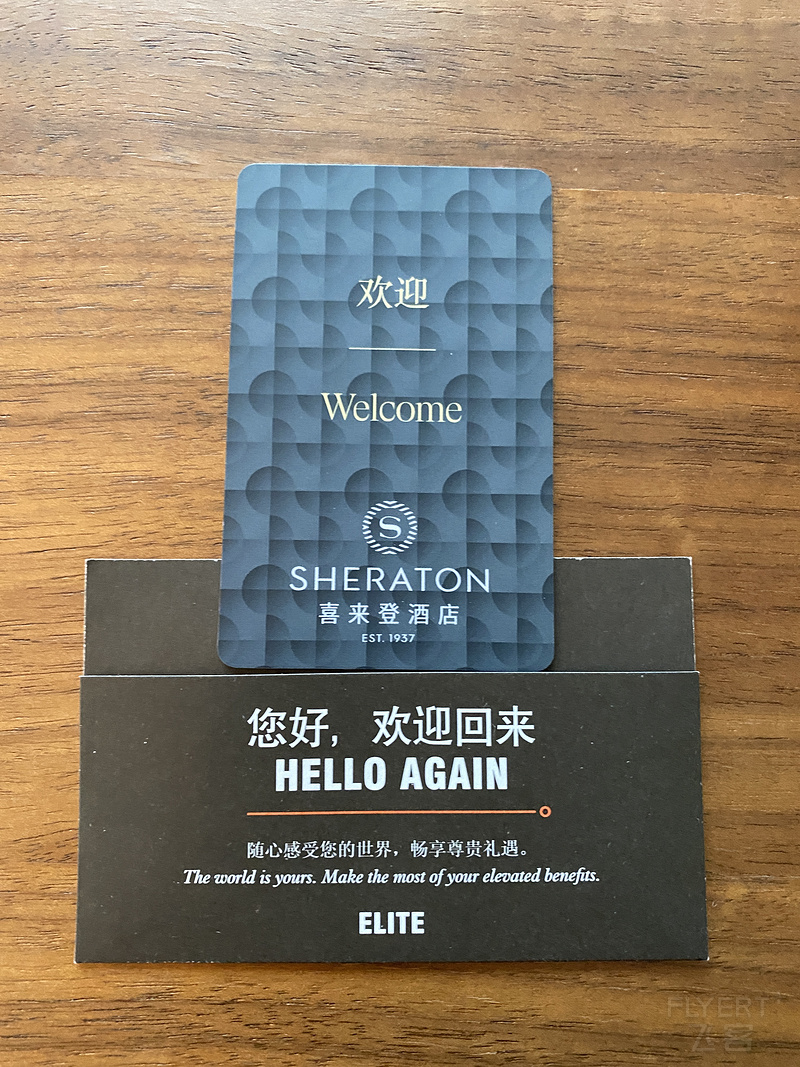 欢迎
Welcome
S
SHERATON
喜来登酒店
EST. 1937
您好，欢迎回来
HELLO AGAIN
随心感受您的世界，畅享尊贵礼遇。
The world is yours. Make the most of your elevated benefits.
ELITE
FLYERT
飞客